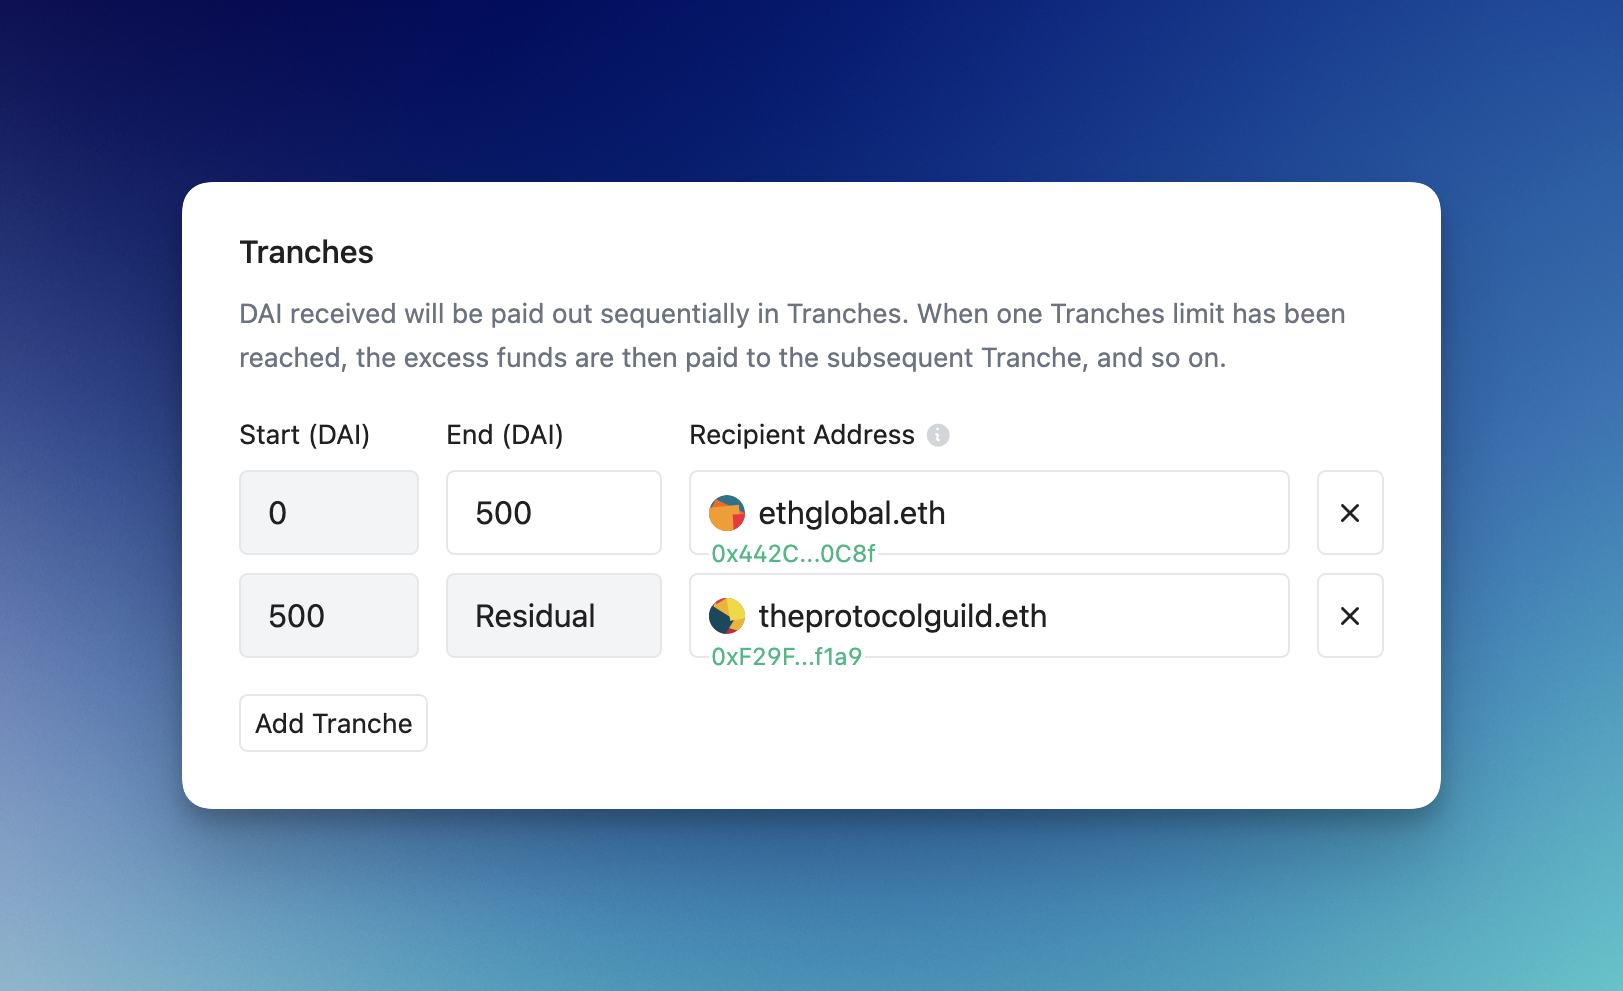 Tranches
DAI received will be paid out sequentially in Tranches. When one Tranches limit has been
reached, the excess funds are then paid to the subsequent Tranche, and so on.
Start (DAI) End (DAI) Recipient Address
0 500 ethglobal.eth
0x442C...0C8f
500 Residual theprotocolguild.eth
0xF29F...f1a9
Add Tranche